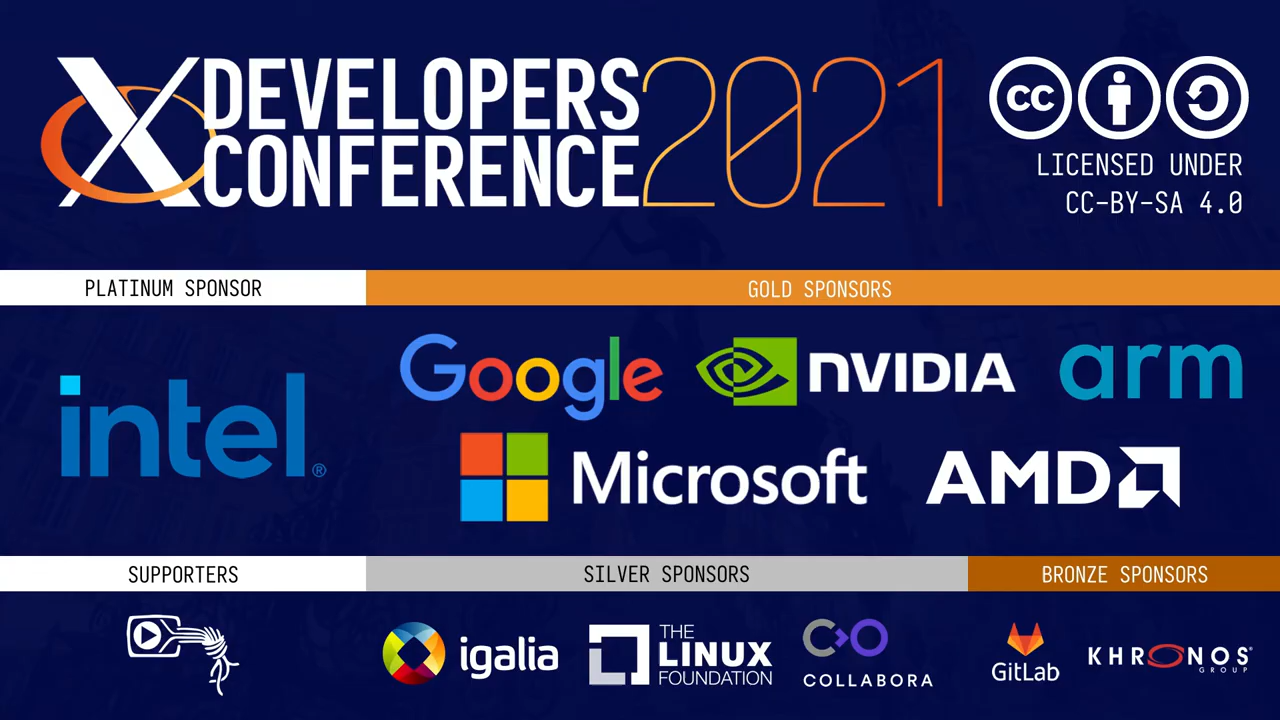 X DEVELOPERS
CONFERENCE 2021
cc
LICENSED UNDER
CC-BY-SA 4.0
PLATINUM SPONSOR
GOLD SPONSORS
intel®
Google
NVIDIA
arm
Microsoft
AMD
SUPPORTERS
SILVER SPONSORS
BRONZE SPONSORS
igalia
THE
LINUX
FOUNDATION
COLLABORA
GitLab
KHRONOS®
GROUP